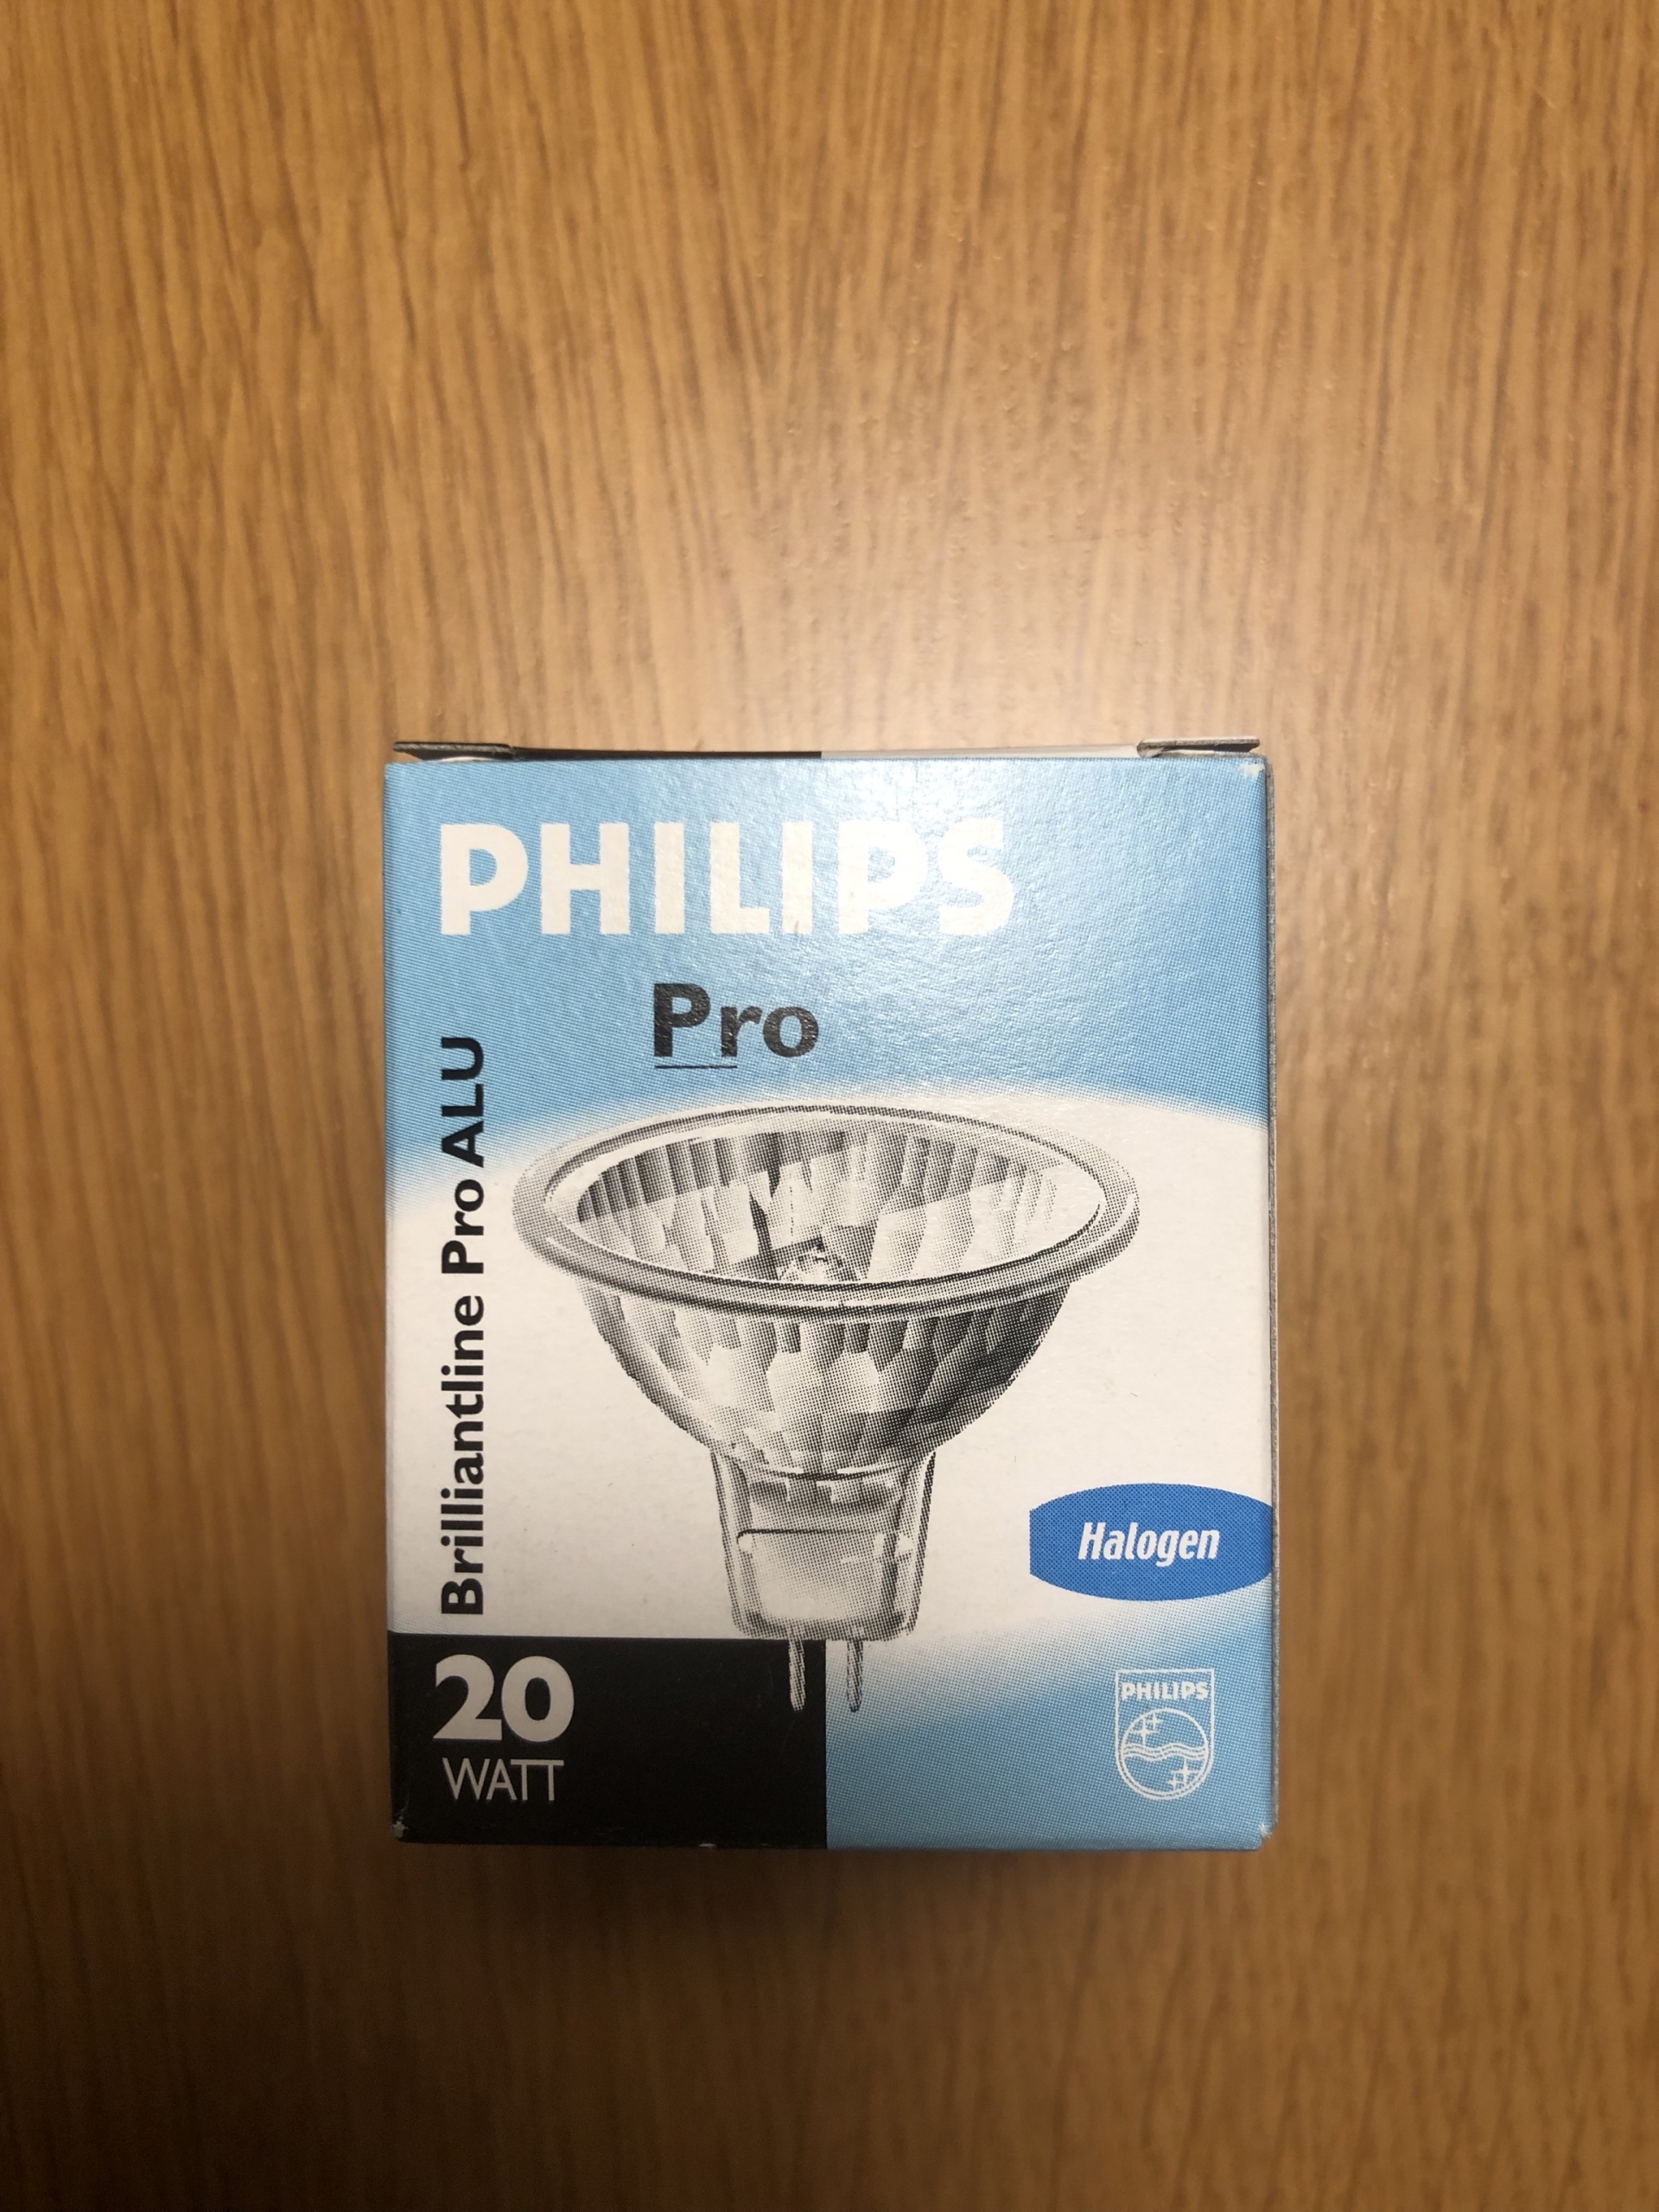 PHILIPS
Pro
Brilliantline Pro ALU
Halogen
20
WATT
PHILIPS